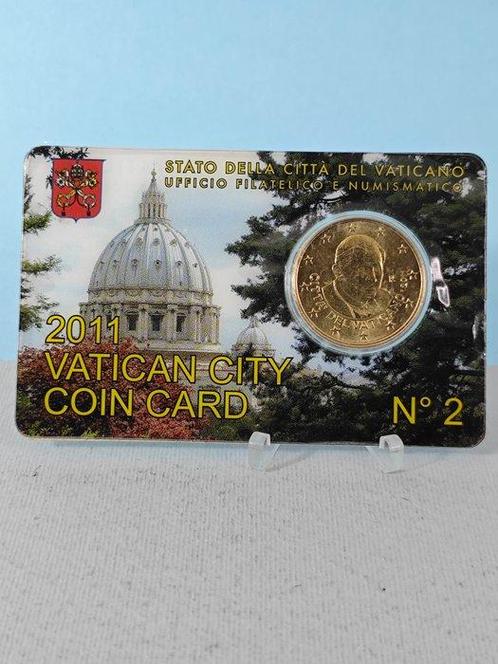 STATO DELLA CITTÀ DEL VATICANO
UFFICIO FILATELICO E NUMISMATICO
CITTÀ DEL VATICANO
2011
VATICAN CITY
COIN CARD
N° 2